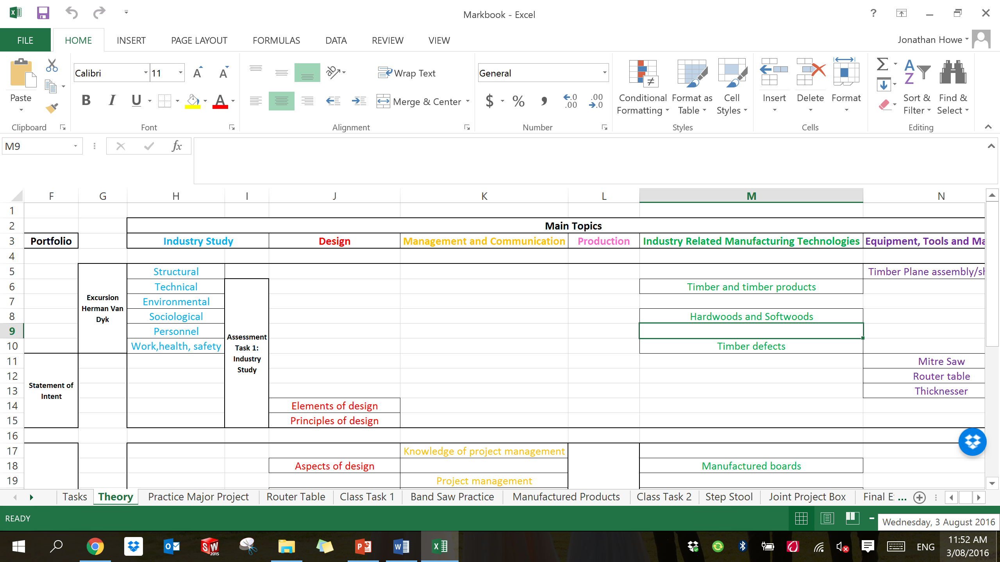 Markbook - Excel
?
FILE HOME INSERT PAGE LAYOUT FORMULAS DATA REVIEW VIEW
Jonathan Howe
Calibri 11 A A
Wrap Text
General
Paste
B I U A
Merge & Center
$ % , .0 .00 .00 .0
Conditional Formatting
Format as Table
Cell Styles
Insert Delete Format
Sort & Filter
Find & Select
Clipboard Font Alignment Number Styles Cells Editing
M9 fx
F G H I J K L M N
1
2 Main Topics
3 Portfolio Industry Study Design Management and Communication Production Industry Related Manufacturing Technologies Equipment, Tools and Ma
4
5 Structural Timber Plane assembly/sh
6 Technical Timber and timber products
7 Environmental
Excursion
Herman Van
Dyk
8 Sociological Hardwoods and Softwoods
9 Personnel
10 Work,health, safety Timber defects
Assessment
Task 1:
Industry
Study
11 Mitre Saw
12 Router table
13 Thicknesser
Statement of
Intent
14 Elements of design
15 Principles of design
16
17 Knowledge of project management
18 Aspects of design Manufactured boards
19 Project management
Tasks Theory Practice Major Project Router Table Class Task 1 Band Saw Practice Manufactured Products Class Task 2 Step Stool Joint Project Box Final E ...
READY
Wednesday, 3 August 2016
SW 2015
ENG
11:52 AM
3/08/2016